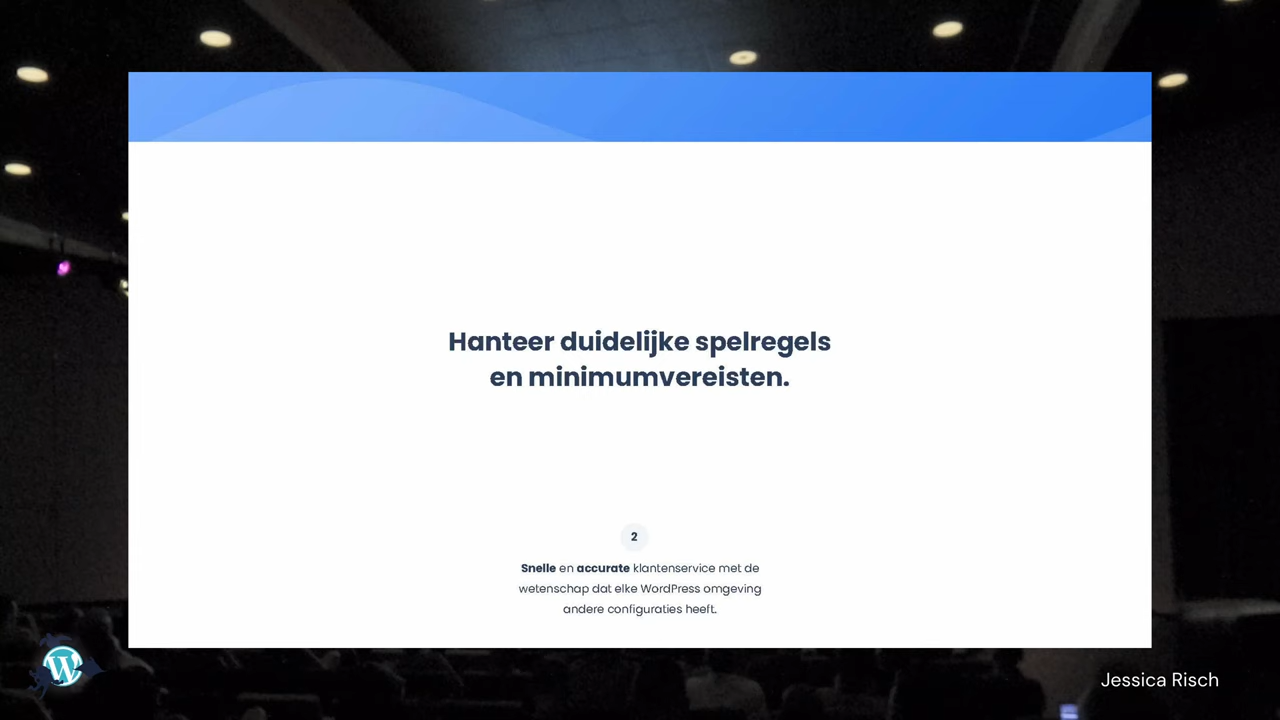 Hanteer duidelijke spelregels
en minimumvereisten.
2
Snelle en accurate klantenservice met de
wetenschap dat elke WordPress omgeving
andere configuraties heeft.
Jessica Risch